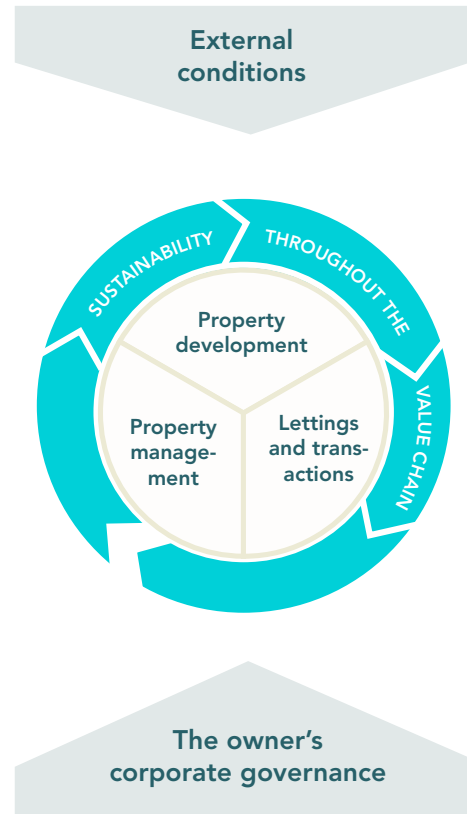 External
conditions
SUSTAINABILITY
THROUGHOUT THE
VALUE CHAIN
Property
development
Property
manage-
ment
Lettings
and trans-
actions
The owner’s
corporate governance